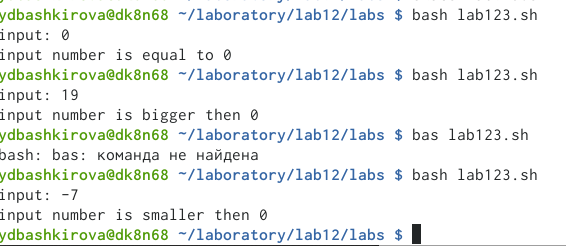 ydbashkirova@dk8n68 ~/laboratory/lab12/labs $ bash lab123.sh
input: 0
input number is equal to 0
ydbashkirova@dk8n68 ~/laboratory/lab12/labs $ bash lab123.sh
input: 19
input number is bigger then 0
ydbashkirova@dk8n68 ~/laboratory/lab12/labs $ bas lab123.sh
bash: bas: команда не найдена
ydbashkirova@dk8n68 ~/laboratory/lab12/labs $ bash lab123.sh
input: -7
input number is smaller then 0
ydbashkirova@dk8n68 ~/laboratory/lab12/labs $